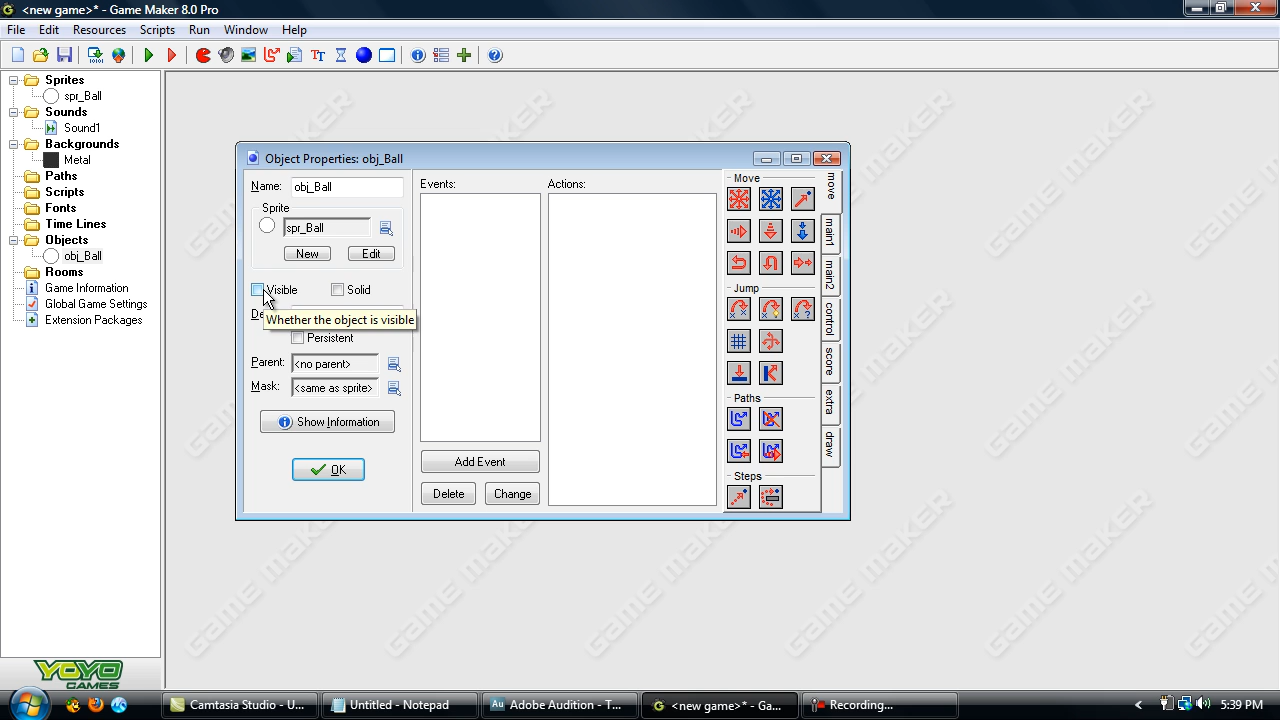 <new game>* - Game Maker 8.0 Pro
File Edit Resources Scripts Run Window Help
Sprites
spr_Ball
Sounds
Sound1
Backgrounds
Metal
Paths
Scripts
Fonts
Time Lines
Objects
obj_Ball
Rooms
Game Information
Global Game Settings
Extension Packages
YOYO
GAMES
Object Properties: obj_Ball
Name: obj_Ball
Sprite
spr_Ball
New Edit
Visible Solid
Whether the object is visible
Persistent
Parent: <no parent>
Mask: <same as sprite>
Show Information
OK
Events:
Add Event
Delete Change
Actions:
Move
Jump
Paths
Steps
move
main1
main2
control
score
extra
draw
GAME MAKER
Camtasia Studio - U... Untitled - Notepad Adobe Audition - T... <new game>* - Ga... Recording... 5:39 PM